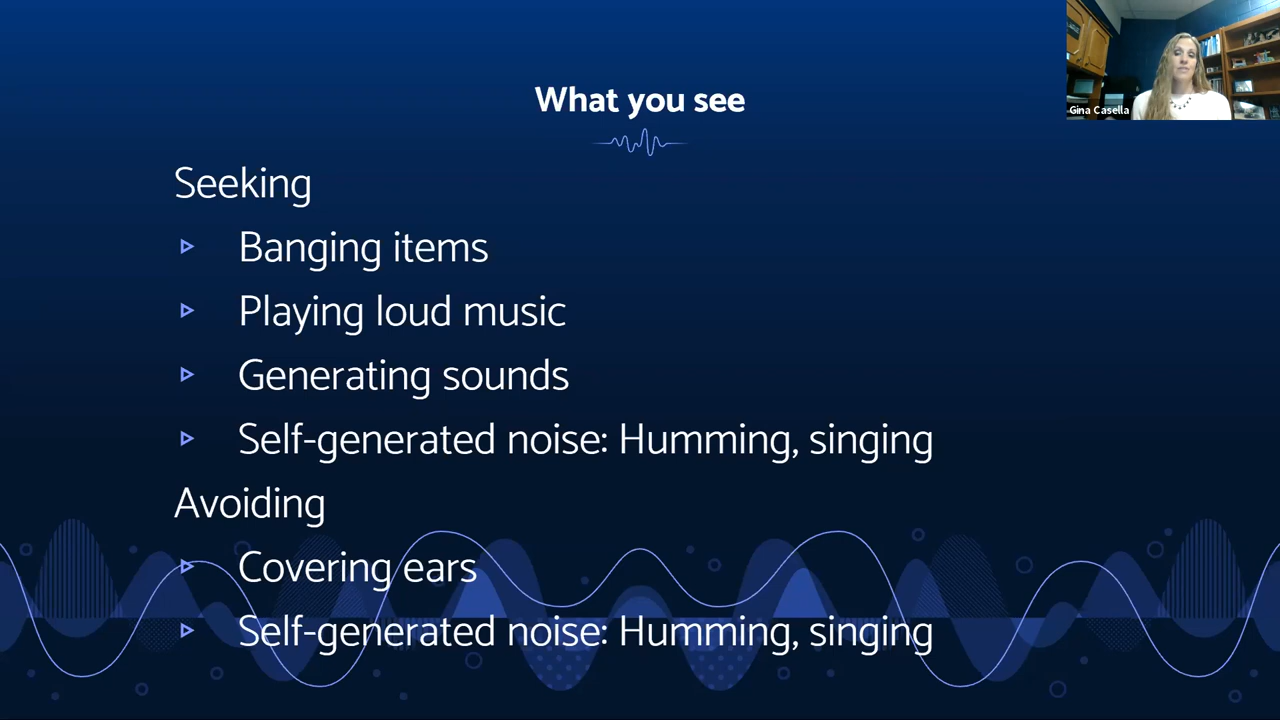 What you see
Gina Casella
Seeking
Banging items
Playing loud music
Generating sounds
Self-generated noise: Humming, singing
Avoiding
Covering ears
Self-generated noise: Humming, singing